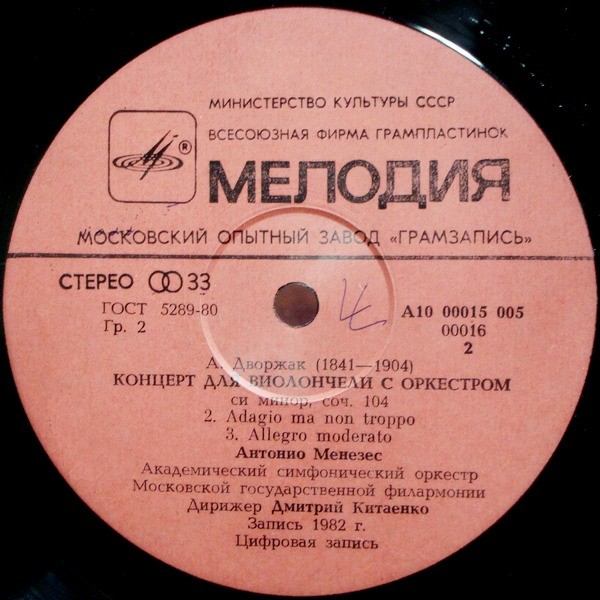 МИНИСТЕРСТВО КУЛЬТУРЫ СССР
ВСЕСОЮЗНАЯ ФИРМА ГРАМПЛАСТИНОК
®
МЕЛОДИЯ
МОСКОВСКИЙ ОПЫТНЫЙ ЗАВОД «ГРАМЗАПИСЬ»
СТЕРЕО 33
ГОСТ 5289-80
Гр. 2
А10 00015 005
00016
2
А. Дворжак (1841—1904)
КОНЦЕРТ ДЛЯ ВИОЛОНЧЕЛИ С ОРКЕСТРОМ
си минор, соч. 104
2. Adagio ma non troppo
3. Allegro moderato
Антонио Менезес
Академический симфонический оркестр
Московской государственной филармонии
Дирижер Дмитрий Китаенко
Запись 1982 г.
Цифровая запись